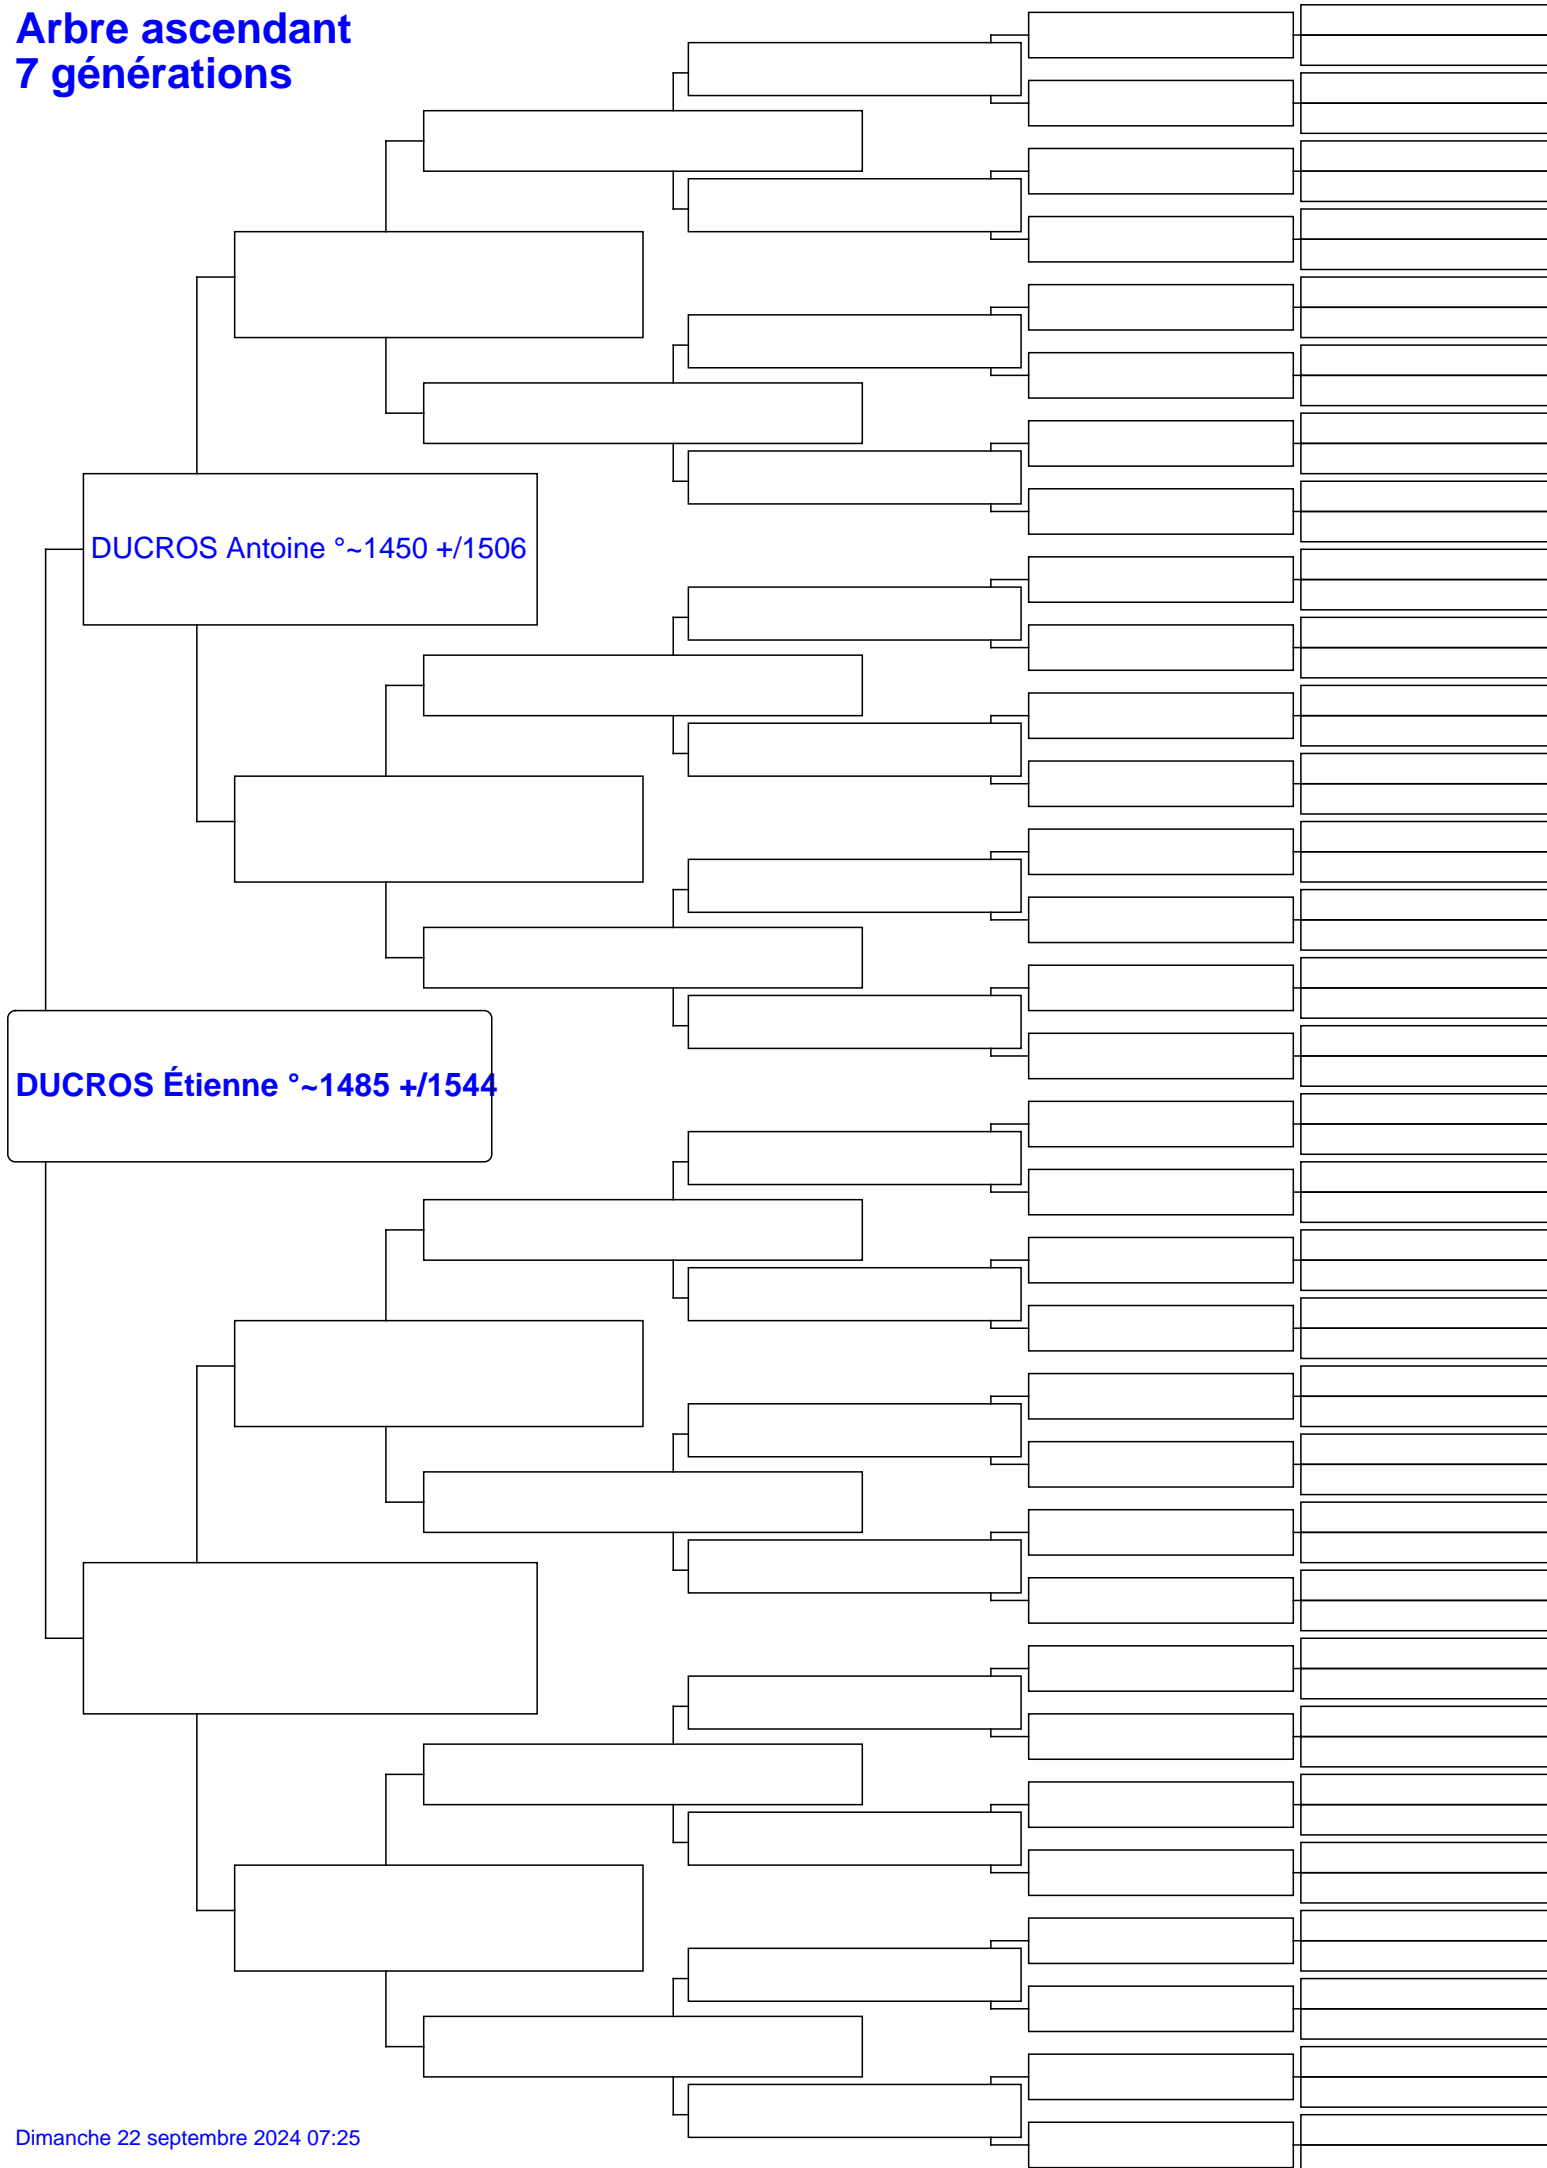 Arbre ascendant
7 générations
DUCROS Antoine °~1450 +/1506
DUCROS Étienne °~1485 +/1544
Dimanche 22 septembre 2024 07:25